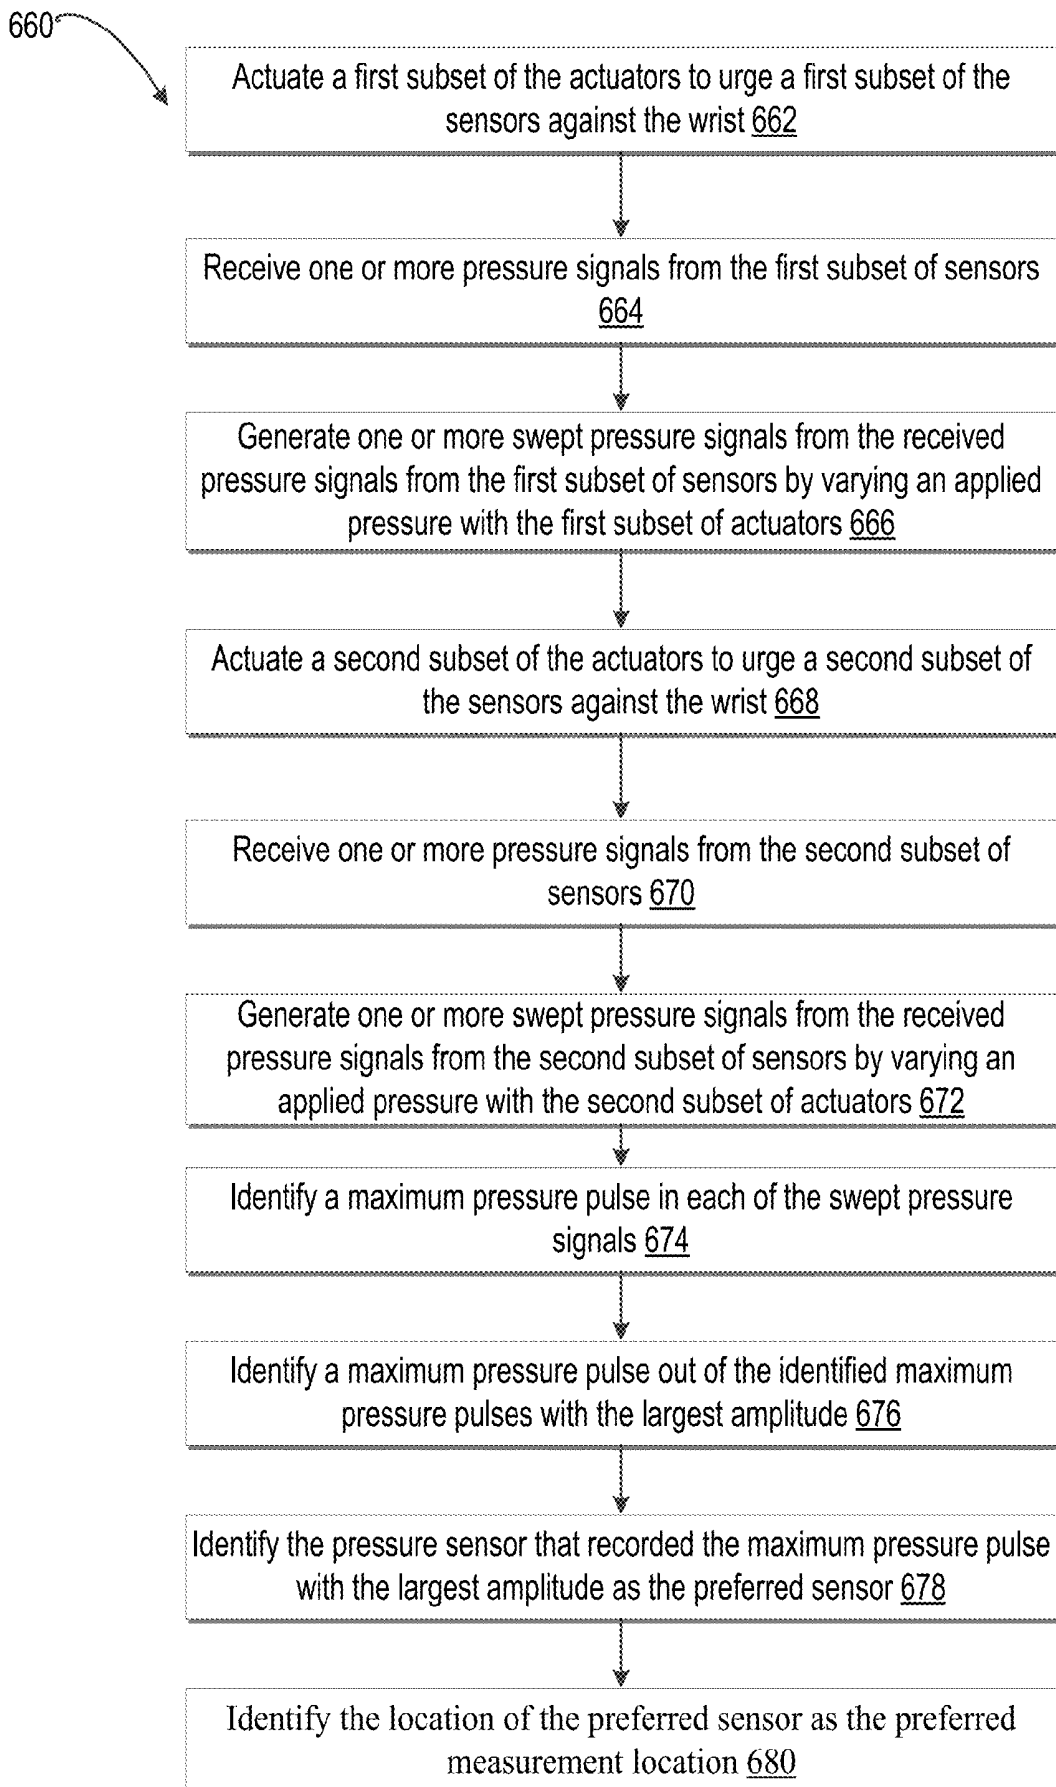 660
Actuate a first subset of the actuators to urge a first subset of the
sensors against the wrist 662
Receive one or more pressure signals from the first subset of sensors
664
Generate one or more swept pressure signals from the received
pressure signals from the first subset of sensors by varying an applied
pressure with the first subset of actuators 666
Actuate a second subset of the actuators to urge a second subset of
the sensors against the wrist 668
Receive one or more pressure signals from the second subset of
sensors 670
Generate one or more swept pressure signals from the received
pressure signals from the second subset of sensors by varying an
applied pressure with the second subset of actuators 672
Identify a maximum pressure pulse in each of the swept pressure
signals 674
Identify a maximum pressure pulse out of the identified maximum
pressure pulses with the largest amplitude 676
Identify the pressure sensor that recorded the maximum pressure pulse
with the largest amplitude as the preferred sensor 678
Identify the location of the preferred sensor as the preferred
measurement location 680